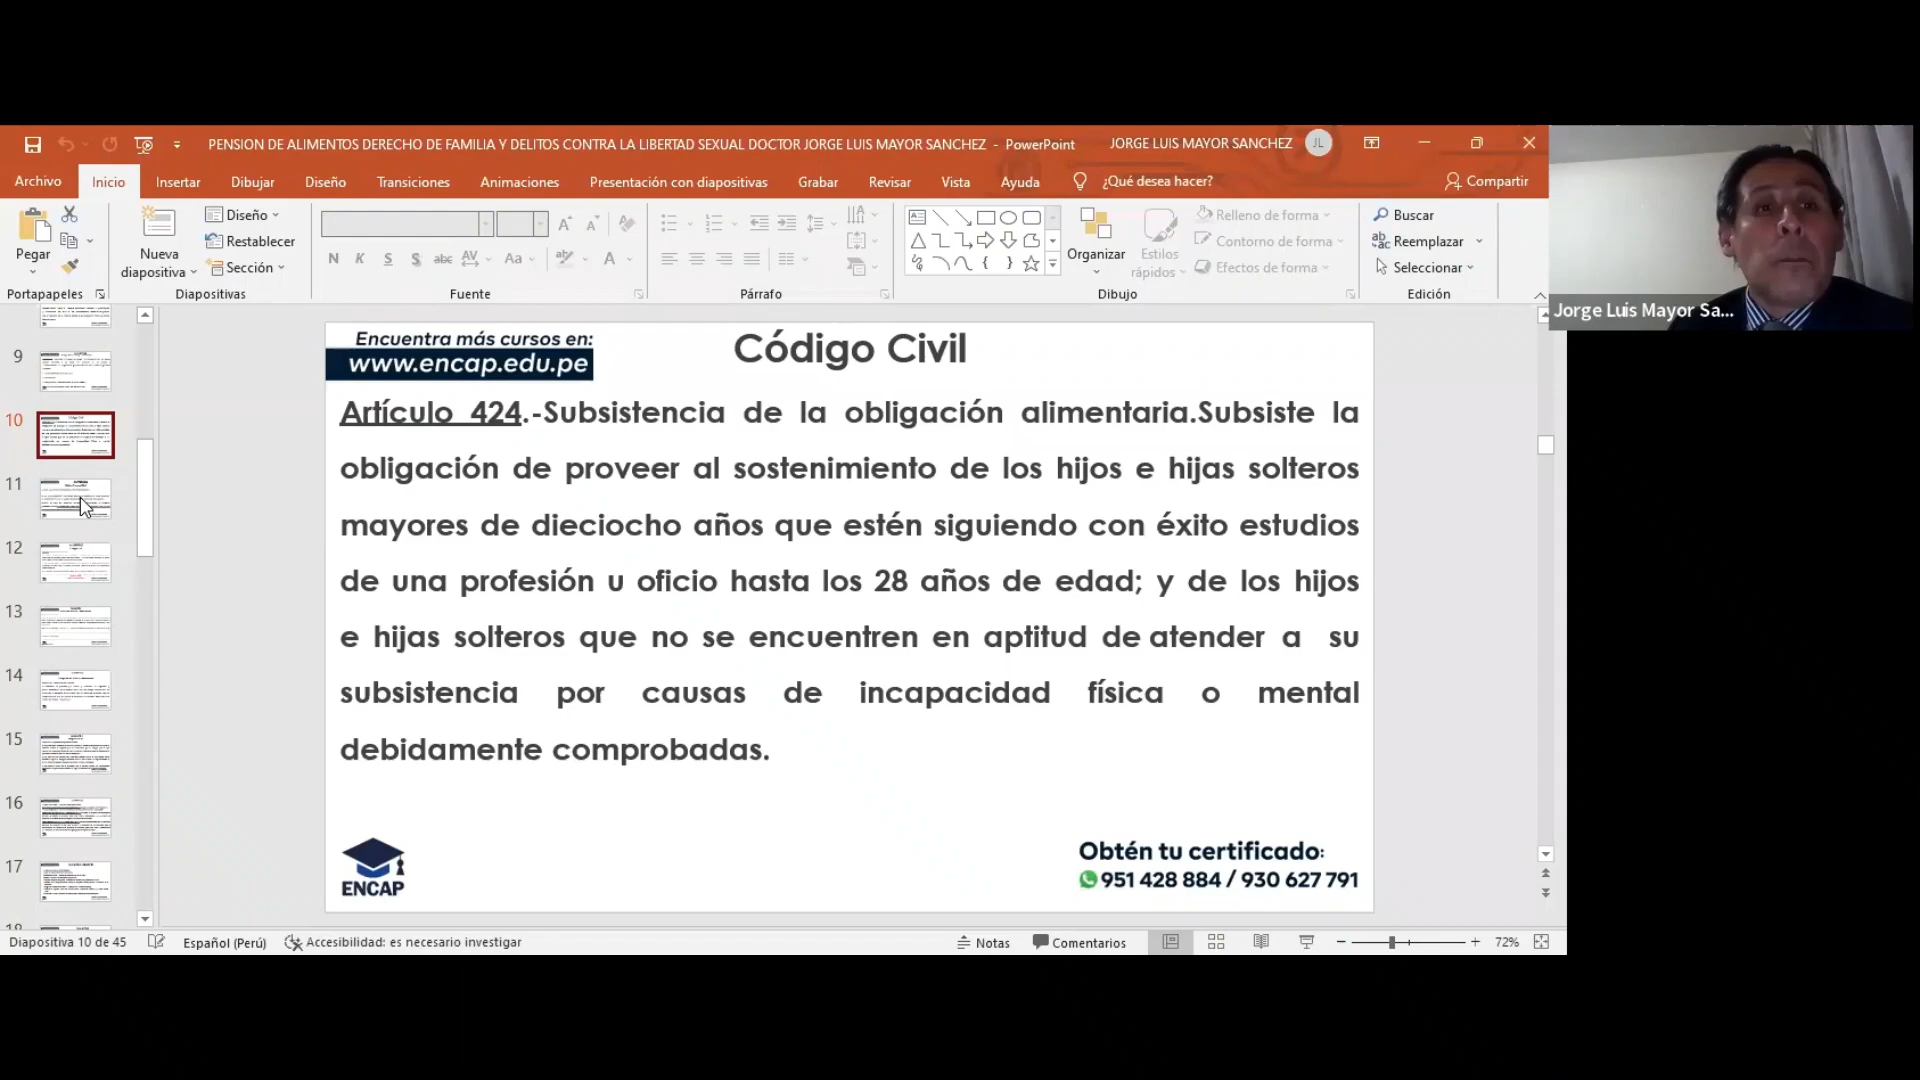 PENSION DE ALIMENTOS DERECHO DE FAMILIA Y DELITOS CONTRA LA LIBERTAD SEXUAL DOCTOR JORGE LUIS MAYOR SANCHEZ - PowerPoint
JORGE LUIS MAYOR SANCHEZ
JL
Archivo
Inicio
Insertar
Dibujar
Diseño
Transiciones
Animaciones
Presentación con diapositivas
Grabar
Revisar
Vista
Ayuda
¿Qué desea hacer?
Compartir
Pegar
Portapapeles
Nueva
diapositiva
Diseño
Restablecer
Sección
Diapositivas
N K S S abc AV Aa A
Fuente
Párrafo
Organizar
Estilos
rápidos
Relleno de forma
Contorno de forma
Efectos de forma
Dibujo
Buscar
Reemplazar
Seleccionar
Edición
Jorge Luis Mayor Sa...
9
10
11
12
13
14
15
16
17
Encuentra más cursos en:
www.encap.edu.pe
Código Civil
Artículo 424.-Subsistencia de la obligación alimentaria.Subsiste la
obligación de proveer al sostenimiento de los hijos e hijas solteros
mayores de dieciocho años que estén siguiendo con éxito estudios
de una profesión u oficio hasta los 28 años de edad; y de los hijos
e hijas solteros que no se encuentren en aptitud de atender a su
subsistencia por causas de incapacidad física o mental
debidamente comprobadas.
ENCAP
Obtén tu certificado:
951 428 884 / 930 627 791
Diapositiva 10 de 45
Español (Perú)
Accesibilidad: es necesario investigar
Notas
Comentarios
72%